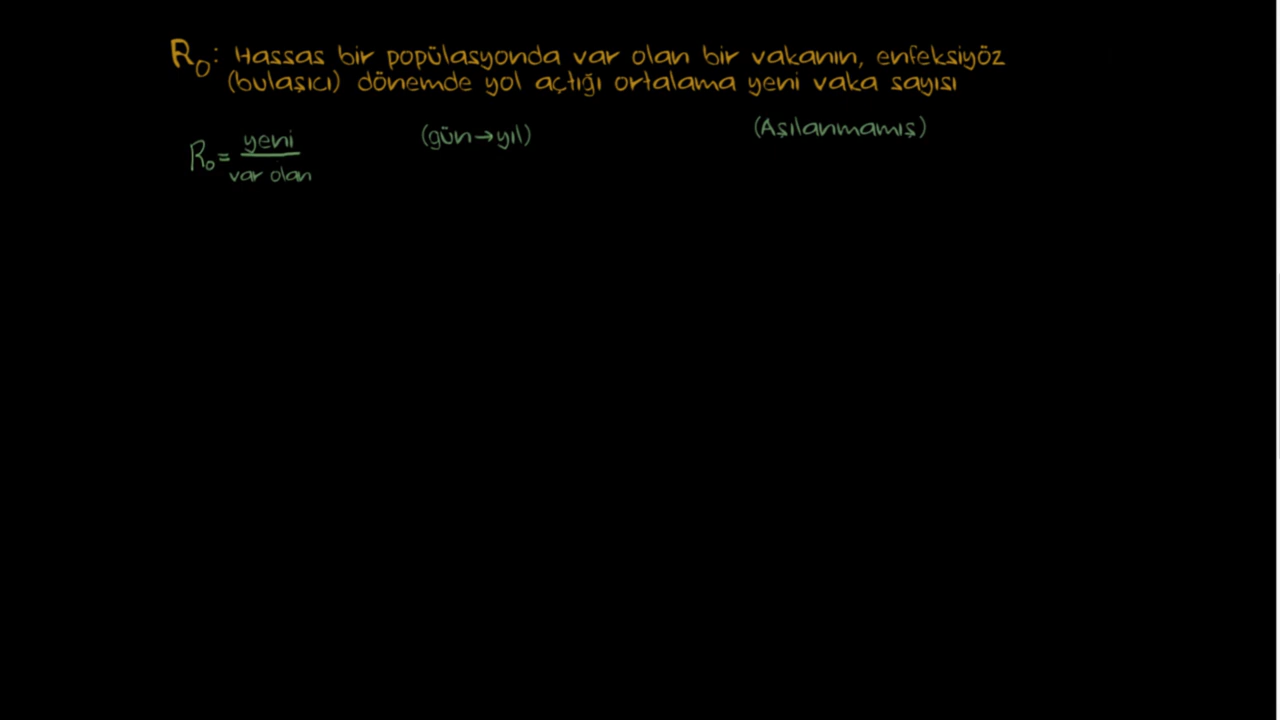 R₀: Hassas bir popülasyonda var olan bir vakanın, enfeksiyöz
(bulaşıcı) dönemde yol açtığı ortalama yeni vaka sayısı
(gün→yıl) (Aşılanmamış)
R₀ = yeni
var olan